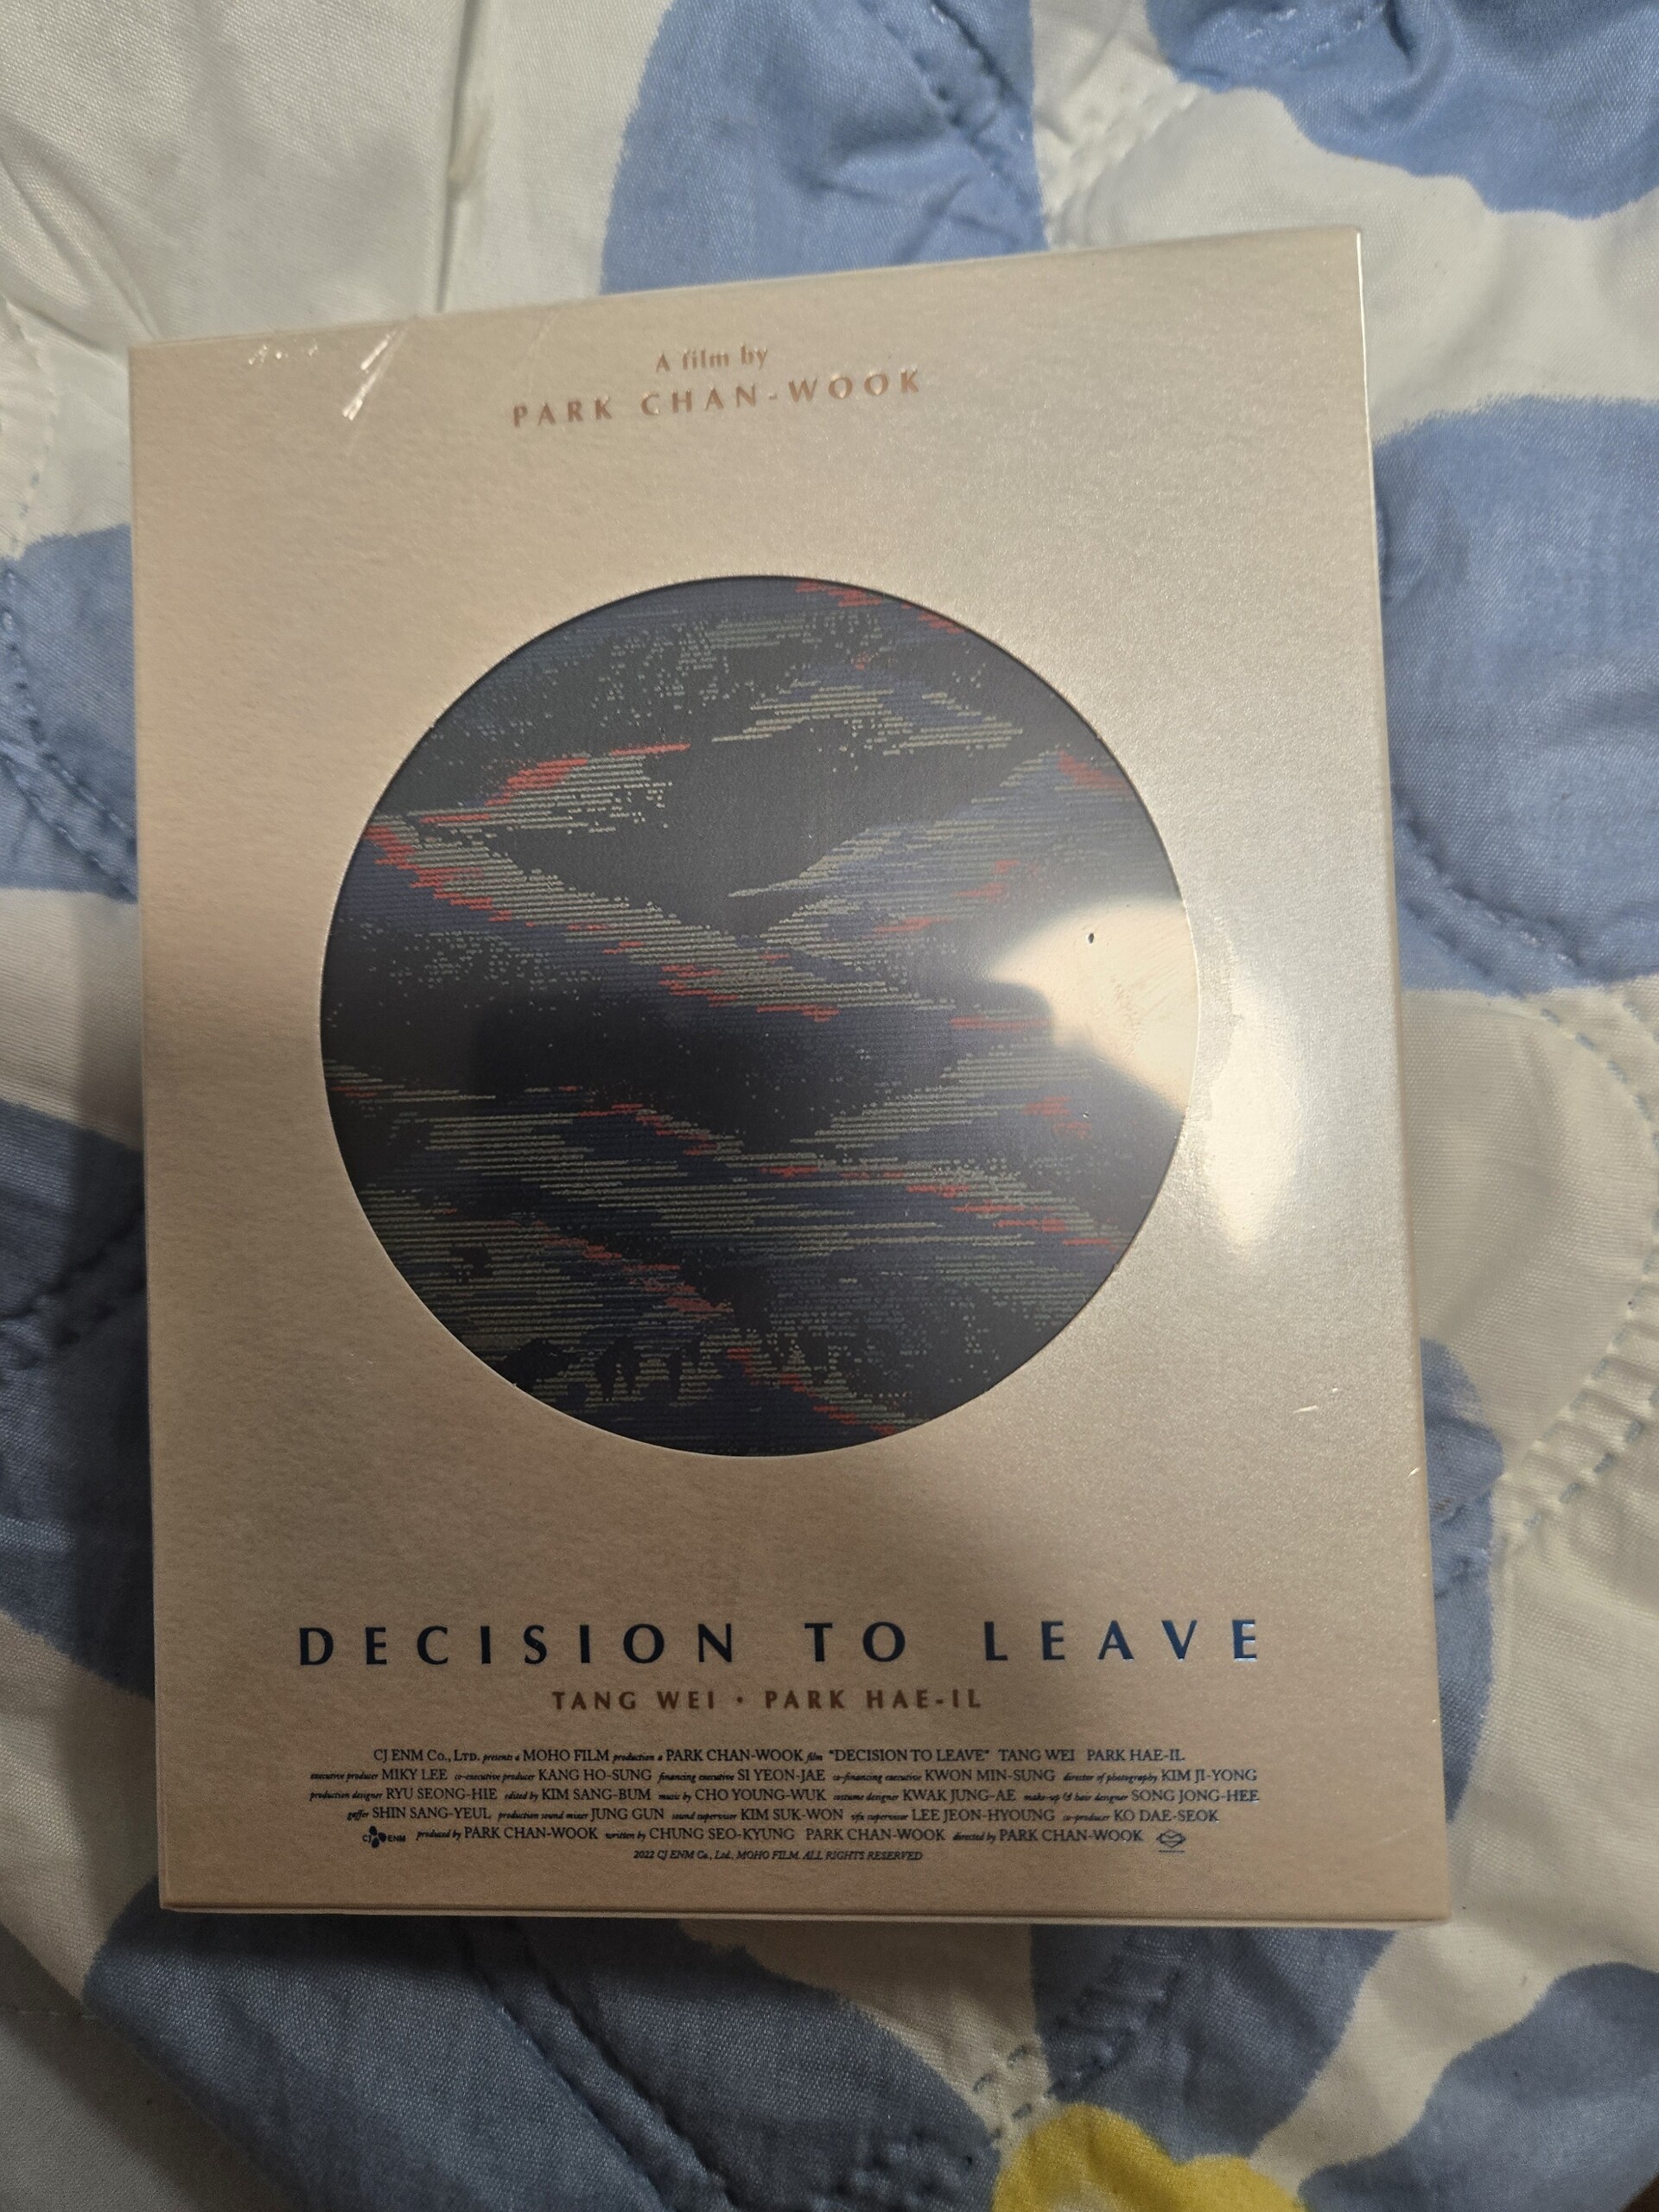 A film by
PARK CHAN-WOOK
DECISION TO LEAVE
TANG WEI • PARK HAE-IL
CJ ENM Co., LTD. presents a MOHO FILM production a PARK CHAN-WOOK film "DECISION TO LEAVE" TANG WEI PARK HAE-IL
executive producer MIKY LEE co-executive producer KANG HO-SUNG financing executive SI YEON-JAE co-financing executive KWON MIN-SUNG director of photography KIM JI-YONG
production designer RYU SEONG-HIE edited by KIM SANG-BUM music by CHO YOUNG-WUK costume designer KWAK JUNG-AE make-up & hair designer SONG JONG-HEE
gaffer SHIN SANG-YEUL production sound mixer JUNG GUN sound supervisor KIM SUK-WON vfx supervisor LEE JEON-HYOUNG co-producer KO DAE-SEOK
CJ ENM produced by PARK CHAN-WOOK written by CHUNG SEO-KYUNG PARK CHAN-WOOK directed by PARK CHAN-WOOK
2022 CJ ENM Co., Ltd., MOHO FILM. ALL RIGHTS RESERVED